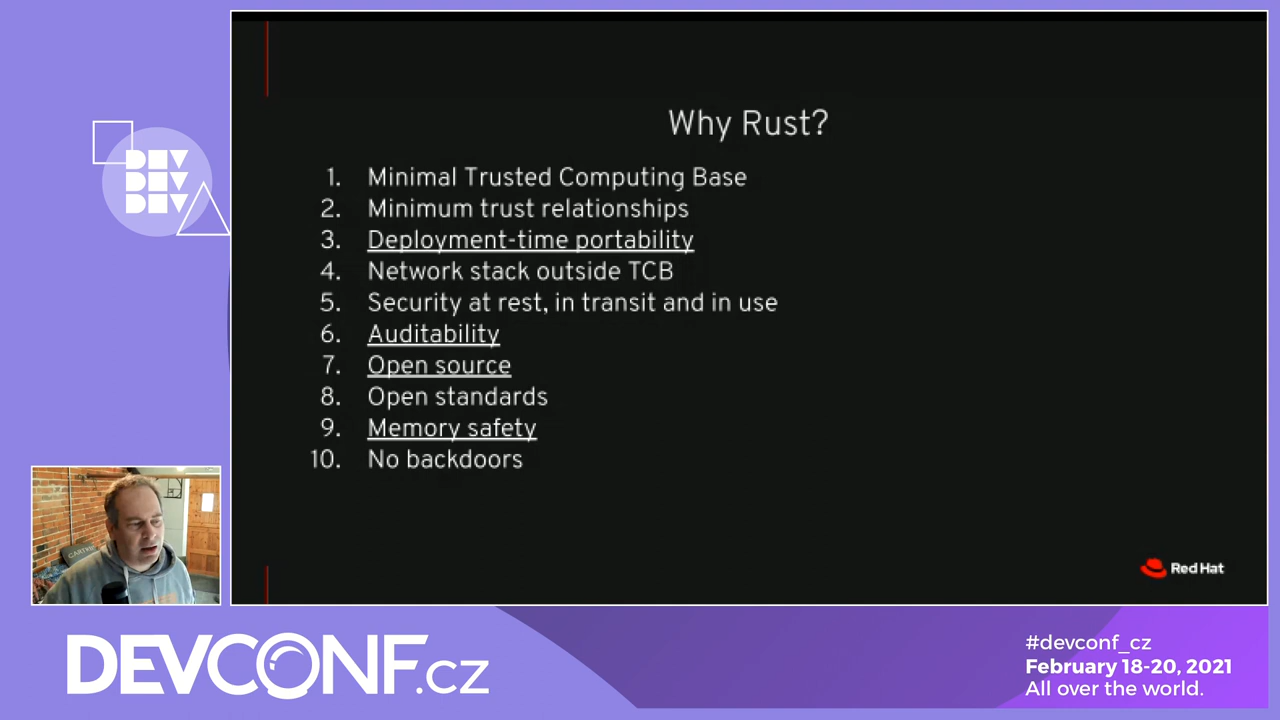 Why Rust?
1. Minimal Trusted Computing Base
2. Minimum trust relationships
3. Deployment-time portability
4. Network stack outside TCB
5. Security at rest, in transit and in use
6. Auditability
7. Open source
8. Open standards
9. Memory safety
10. No backdoors
Red Hat
DEV
DEV
DEV
DEVCONF.cz
#devconf_cz
February 18-20, 2021
All over the world.